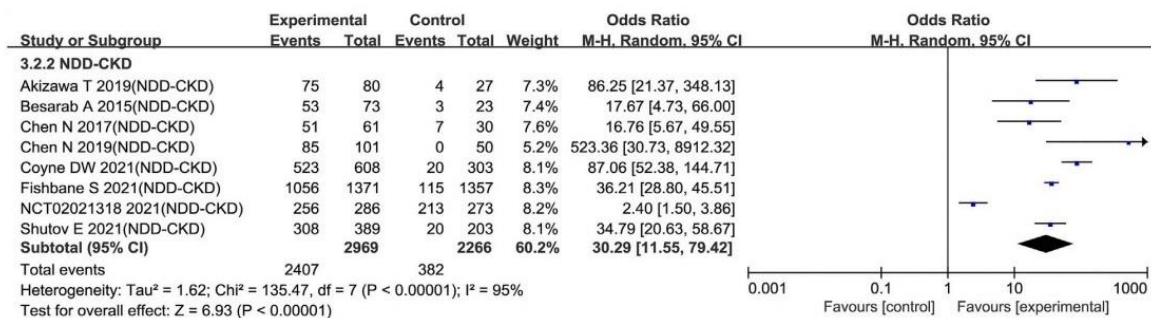 Experimental Control Odds Ratio Odds Ratio
Study or Subgroup Events Total Events Total Weight M-H. Random. 95% CI M-H. Random. 95% CI
3.2.2 NDD-CKD
Akizawa T 2019(NDD-CKD) 75 80 4 27 7.3% 86.25 [21.37, 348.13]
Besarab A 2015(NDD-CKD) 53 73 3 23 7.4% 17.67 [4.73, 66.00]
Chen N 2017(NDD-CKD) 51 61 7 30 7.6% 16.76 [5.67, 49.55]
Chen N 2019(NDD-CKD) 85 101 0 50 5.2% 523.36 [30.73, 8912.32]
Coyne DW 2021(NDD-CKD) 523 608 20 303 8.1% 87.06 [52.38, 144.71]
Fishbane S 2021(NDD-CKD) 1056 1371 115 1357 8.3% 36.21 [28.80, 45.51]
NCT02021318 2021(NDD-CKD) 256 286 213 273 8.2% 2.40 [1.50, 3.86]
Shutov E 2021(NDD-CKD) 308 389 20 203 8.1% 34.79 [20.63, 58.67]
Subtotal (95% CI) 2969 2266 60.2% 30.29 [11.55, 79.42]
Total events 2407 382
Heterogeneity: Tau² = 1.62; Chi² = 135.47, df = 7 (P < 0.00001); I² = 95%
Test for overall effect: Z = 6.93 (P < 0.00001)
0.001 0.1 1 10 1000
Favours [control] Favours [experimental]